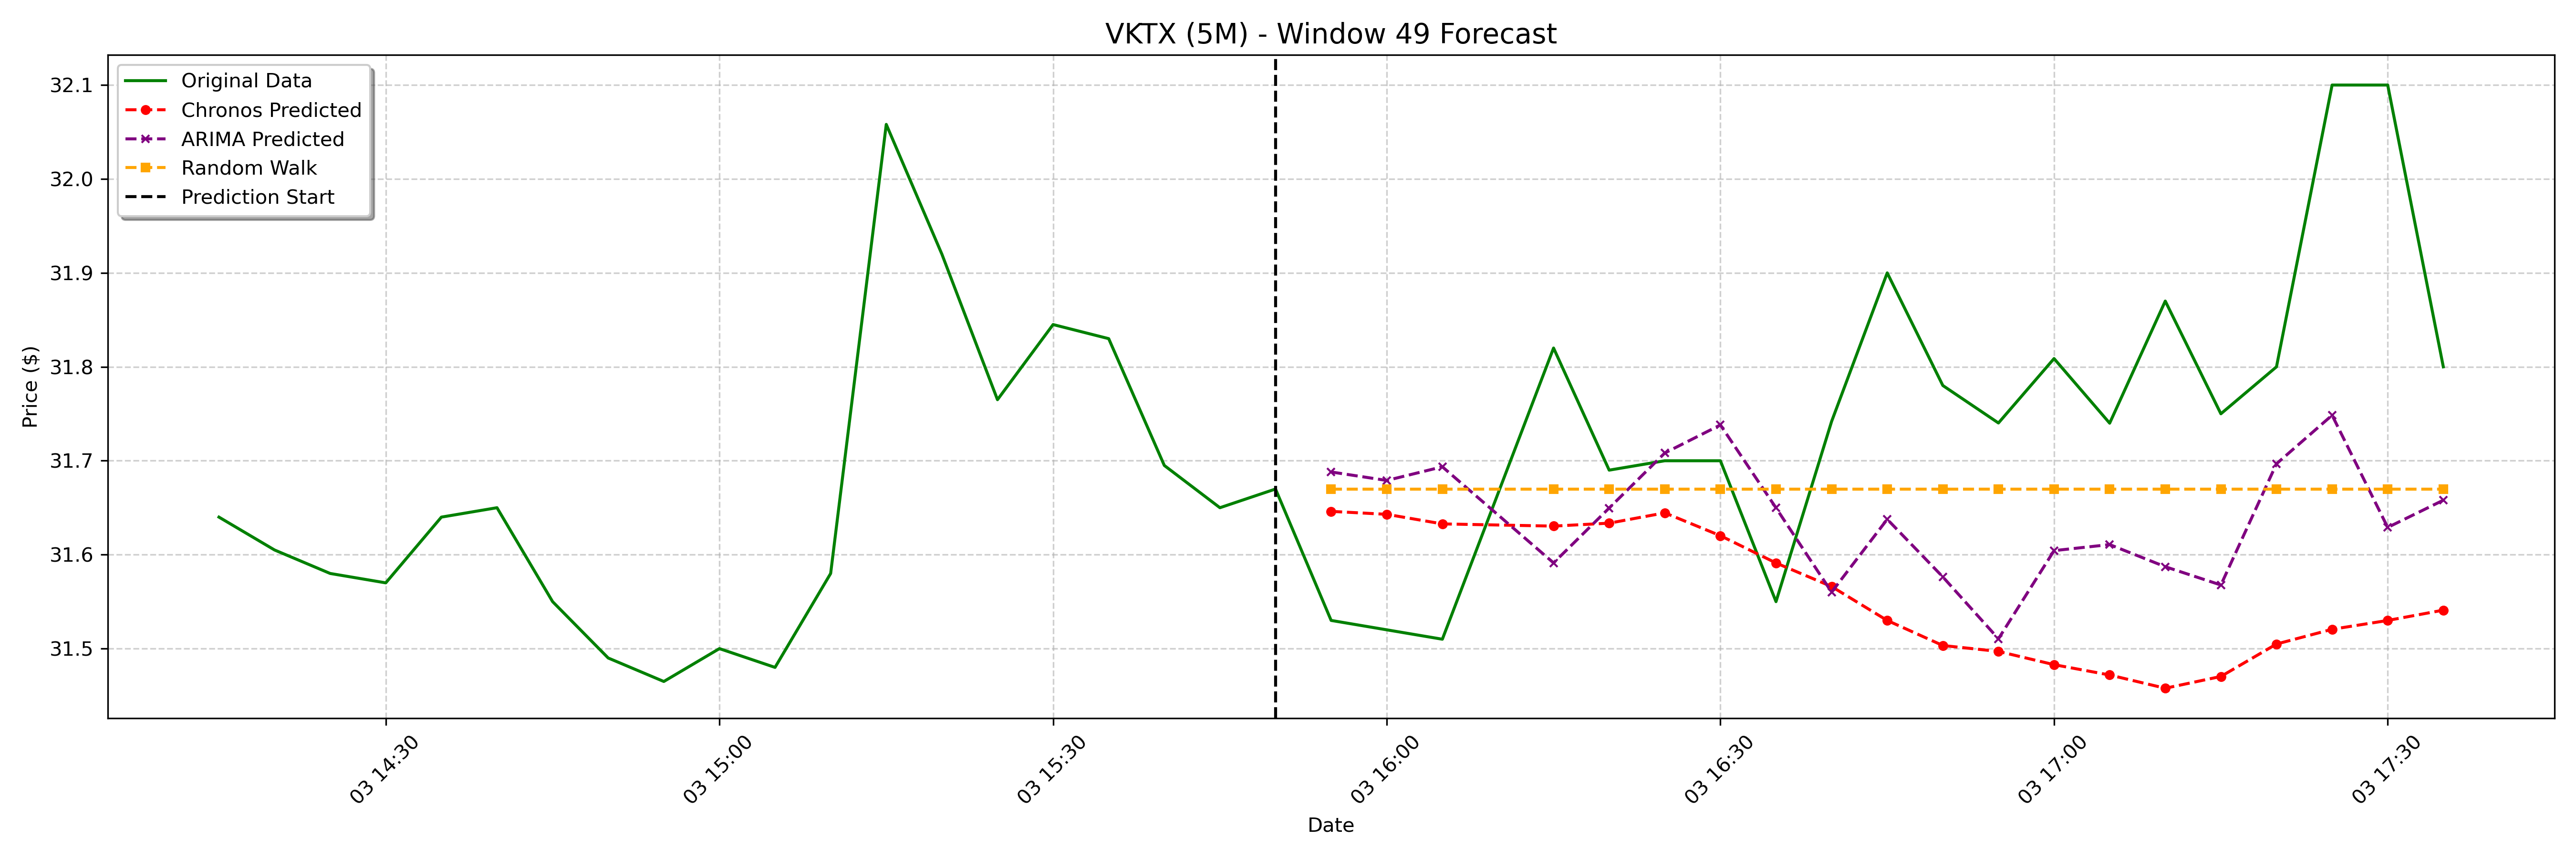 VKTX (5M) - Window 49 Forecast
Original Data
Chronos Predicted
ARIMA Predicted
Random Walk
Prediction Start
Price ($)
32.1
32.0
31.9
31.8
31.7
31.6
31.5
03 14:30
03 15:00
03 15:30
03 16:00
03 16:30
03 17:00
03 17:30
Date